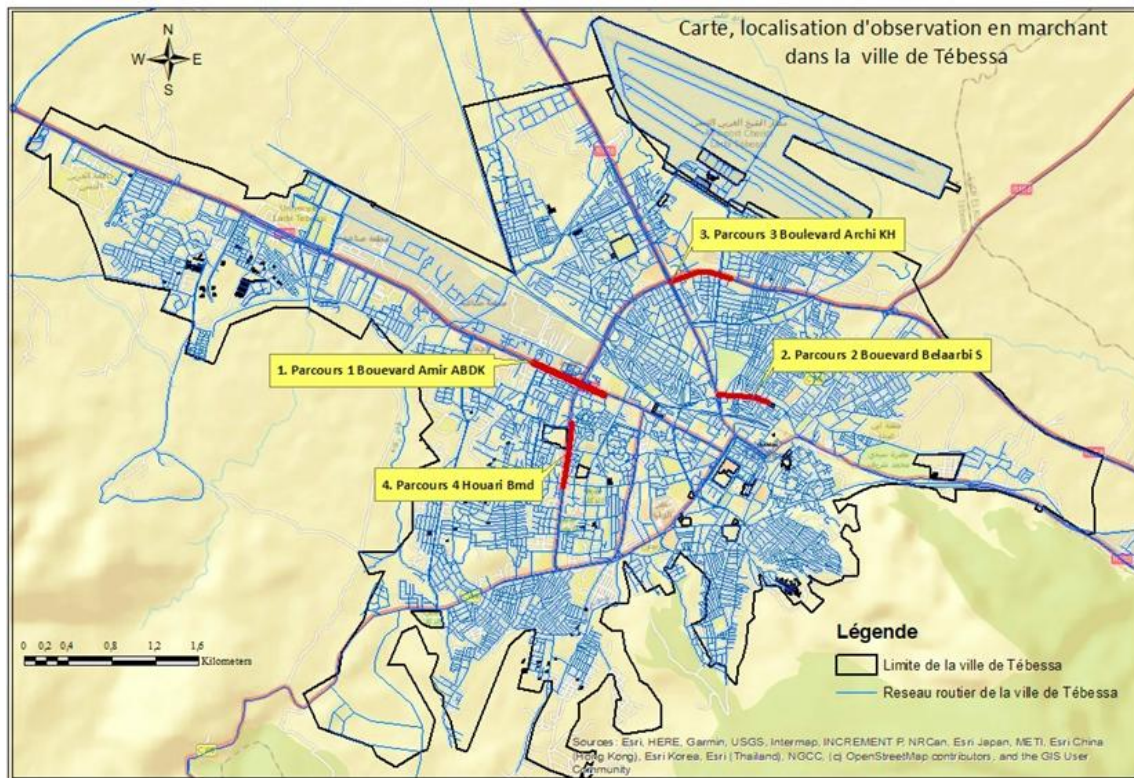 Carte, localisation d'observation en marchant
dans la ville de Tébessa
N
W E
S
3. Parcours 3 Boulevard Archi KH
2. Parcours 2 Bouevard Belaarbi S
1. Parcours 1 Bouevard Amir ABDK
4. Parcours 4 Houari Bmd
Légende
Limite de la ville de Tébessa
Reseau routier de la ville de Tébessa
0 0,2 0,4 0,8 1,2 1,6
Kilometers
Sources: Esri, HERE, Garmin, USGS, Intermap, INCREMENT P, NRCan, Esri Japan, METI, Esri China
(Hong Kong), Esri Korea, Esri (Thailand), NGCC, (c) OpenStreetMap contributors, and the GIS User
Community